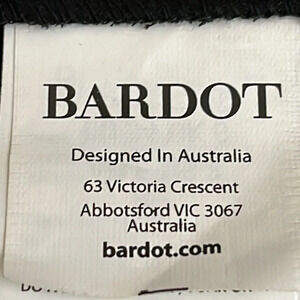 BARDOT
Designed In Australia
63 Victoria Crescent
Abbotsford VIC 3067
Australia
bardot.com